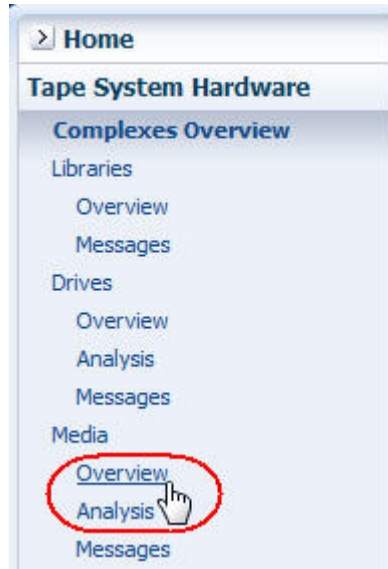 Home
Tape System Hardware
Complexes Overview
Libraries
Overview
Messages
Drives
Overview
Analysis
Messages
Media
Overview
Analysis
Messages